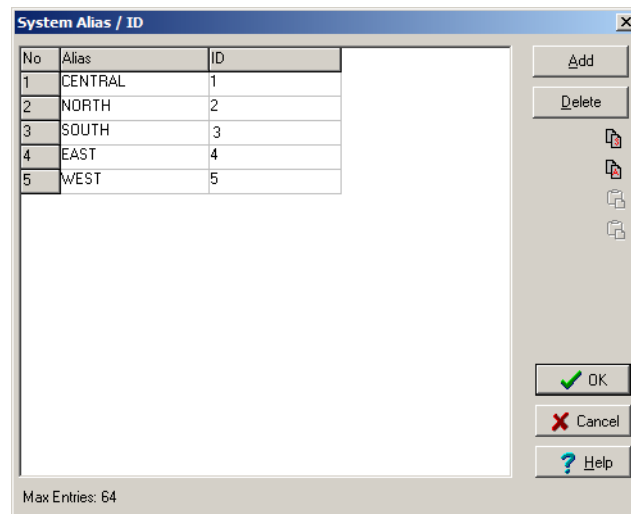 System Alias / ID
No Alias ID
1 CENTRAL 1
2 NORTH 2
3 SOUTH 3
4 EAST 4
5 WEST 5
Add
Delete
OK
Cancel
Help
Max Entries: 64